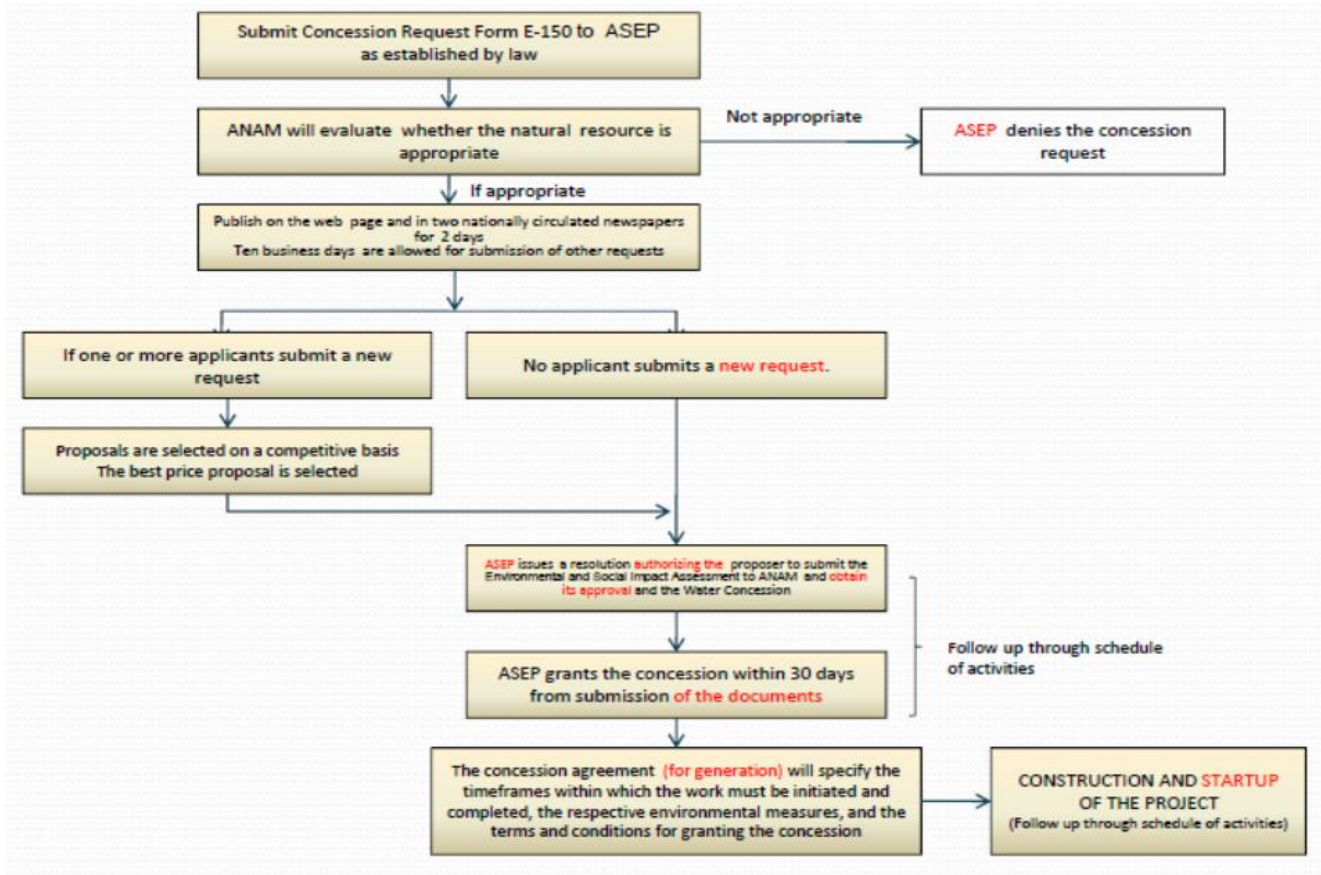 Submit Concession Request Form E-150 to ASEP
as established by law
ANAM will evaluate whether the natural resource is
appropriate
Not appropriate
ASEP denies the concession
request
If appropriate
Publish on the web page and in two nationally circulated newspapers
for 2 days
Ten business days are allowed for submission of other requests
If one or more applicants submit a new
request
No applicant submits a new request.
Proposals are selected on a competitive basis
The best price proposal is selected
ASEP issues a resolution authorizing the proposer to submit the
Environmental and Social Impact Assessment to ANAM and obtain
its approval and the Water Concession
Follow up through schedule
of activities
ASEP grants the concession within 30 days
from submission of the documents
The concession agreement (for generation) will specify the
timeframes within which the work must be initiated and
completed, the respective environmental measures, and the
terms and conditions for granting the concession
CONSTRUCTION AND STARTUP
OF THE PROJECT
(Follow up through schedule of activities)